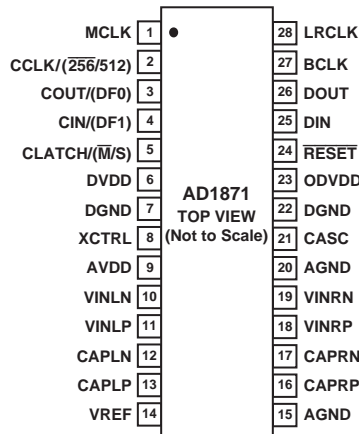 MCLK 1
CCLK/(256/512) 2
COUT/(DF0) 3
CIN/(DF1) 4
CLATCH/(M/S) 5
DVDD 6
DGND 7
XCTRL 8
AVDD 9
VINLN 10
VINLP 11
CAPLN 12
CAPLP 13
VREF 14
AD1871
TOP VIEW
(Not to Scale)
28 LRCLK
27 BCLK
26 DOUT
25 DIN
24 RESET
23 ODVDD
22 DGND
21 CASC
20 AGND
19 VINRN
18 VINRP
17 CAPRN
16 CAPRP
15 AGND